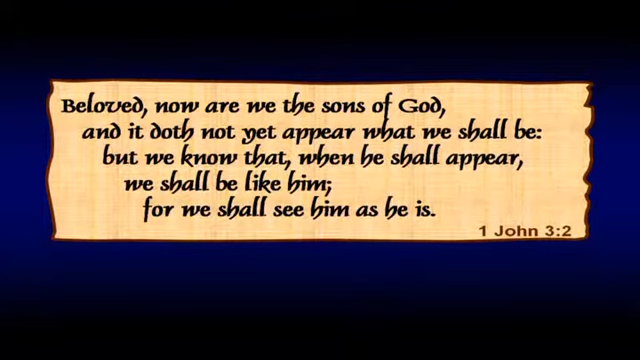 Beloved, now are we the sons of God,
and it doth not yet appear what we shall be:
but we know that, when he shall appear,
we shall be like him;
for we shall see him as he is.
1 John 3:2